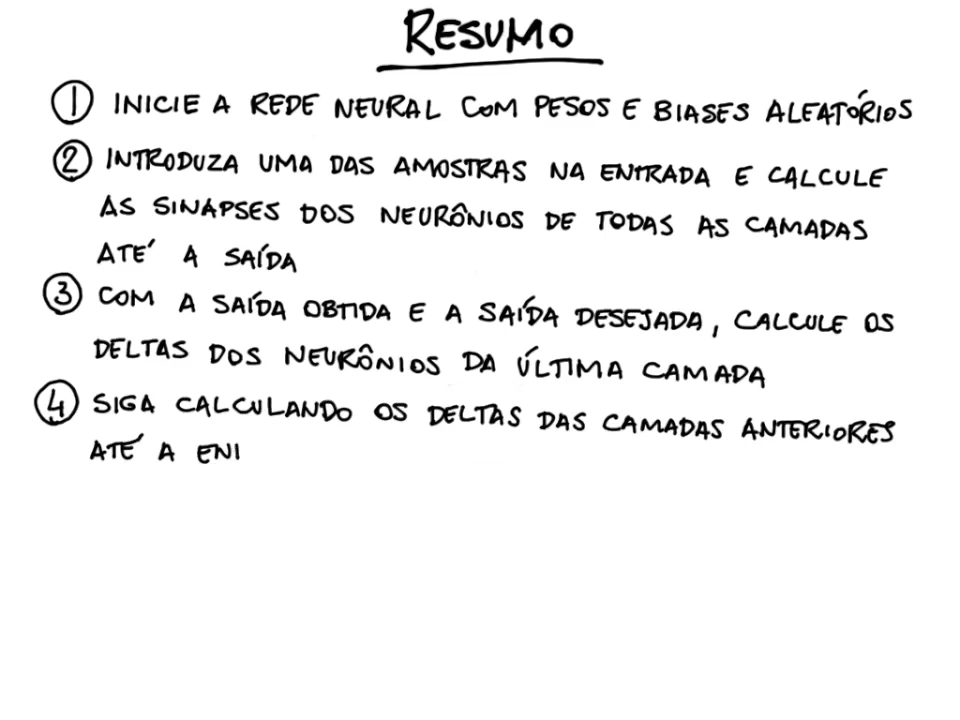 RESUMO
① INICIE A REDE NEURAL COM PESOS E BIASES ALEATÓRIOS
② INTRODUZA UMA DAS AMOSTRAS NA ENTRADA E CALCULE
AS SINAPSES DOS NEURÔNIOS DE TODAS AS CAMADAS
ATÉ A SAÍDA
③ COM A SAÍDA OBTIDA E A SAÍDA DESEJADA, CALCULE OS
DELTAS DOS NEURÔNIOS DA ÚLTIMA CAMADA
④ SIGA CALCULANDO OS DELTAS DAS CAMADAS ANTERIORES
ATÉ A ENI